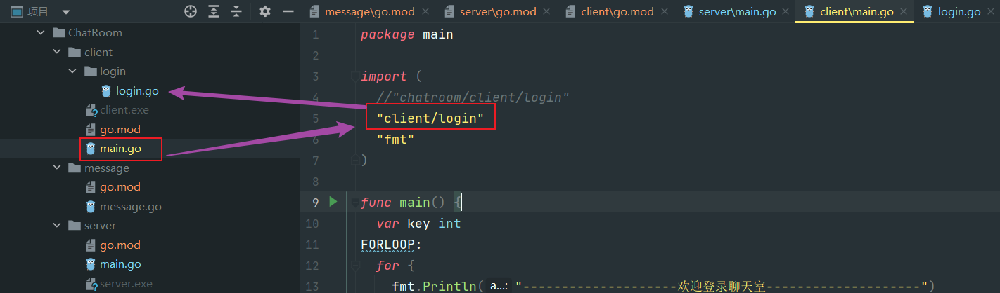 项目
message\go.mod
server\go.mod
client\go.mod
server\main.go
client\main.go
login.go
ChatRoom
client
login
login.go
client.exe
go.mod
main.go
message
go.mod
message.go
server
go.mod
main.go
server.exe
1 package main
2
3 import (
4 //"chatroom/client/login"
5 "client/login"
6 "fmt"
7 )
8
9 func main() {
10 var key int
11 FORLOOP:
12 for {
13 fmt.Println( a…: "--------------------欢迎登录聊天室--------------------")